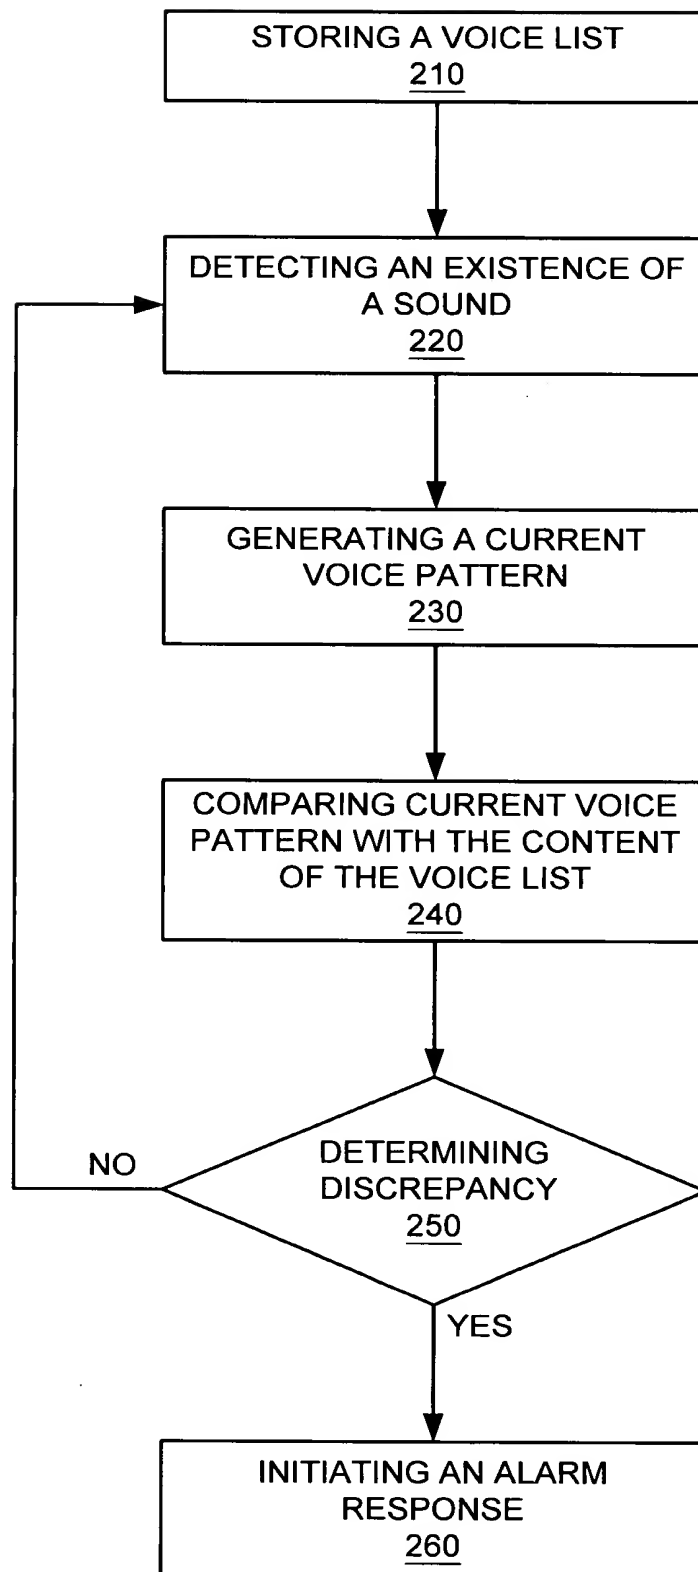 STORING A VOICE LIST
210
DETECTING AN EXISTENCE OF
A SOUND
220
GENERATING A CURRENT
VOICE PATTERN
230
COMPARING CURRENT VOICE
PATTERN WITH THE CONTENT
OF THE VOICE LIST
240
NO
DETERMINING
DISCREPANCY
250
YES
INITIATING AN ALARM
RESPONSE
260